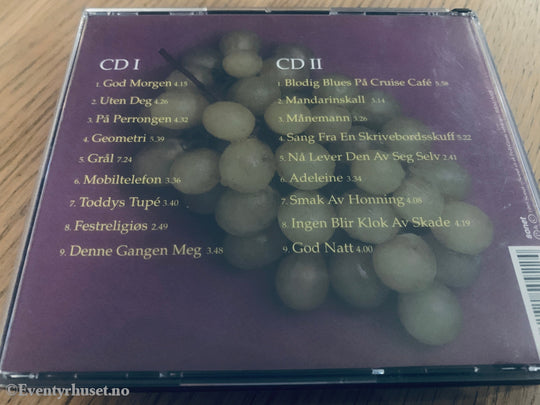 CD I
1. God Morgen 4.15
2. Uten Deg 4.26
3. På Perrongen 4.32
4. Geometri 5.39
5. Grål 7.24
6. Mobiltelefon 3.36
7. Toddys Tupé 3.40
8. Festreligiøs 2.49
9. Denne Gangen Meg 3.48
CD II
1. Blodig Blues På Cruise Café 5.58
2. Mandarinskall 3.14
3. Månemann 3.26
4. Sang Fra En Skrivebordsskuff 5.22
5. Nå Lever Den Av Seg Selv 2.41
6. Adeleine 3.34
7. Smak Av Honning 4.08
8. Ingen Blir Klok Av Skade 4.19
9. God Natt 4.00
sonet
©Eventyrhuset.no